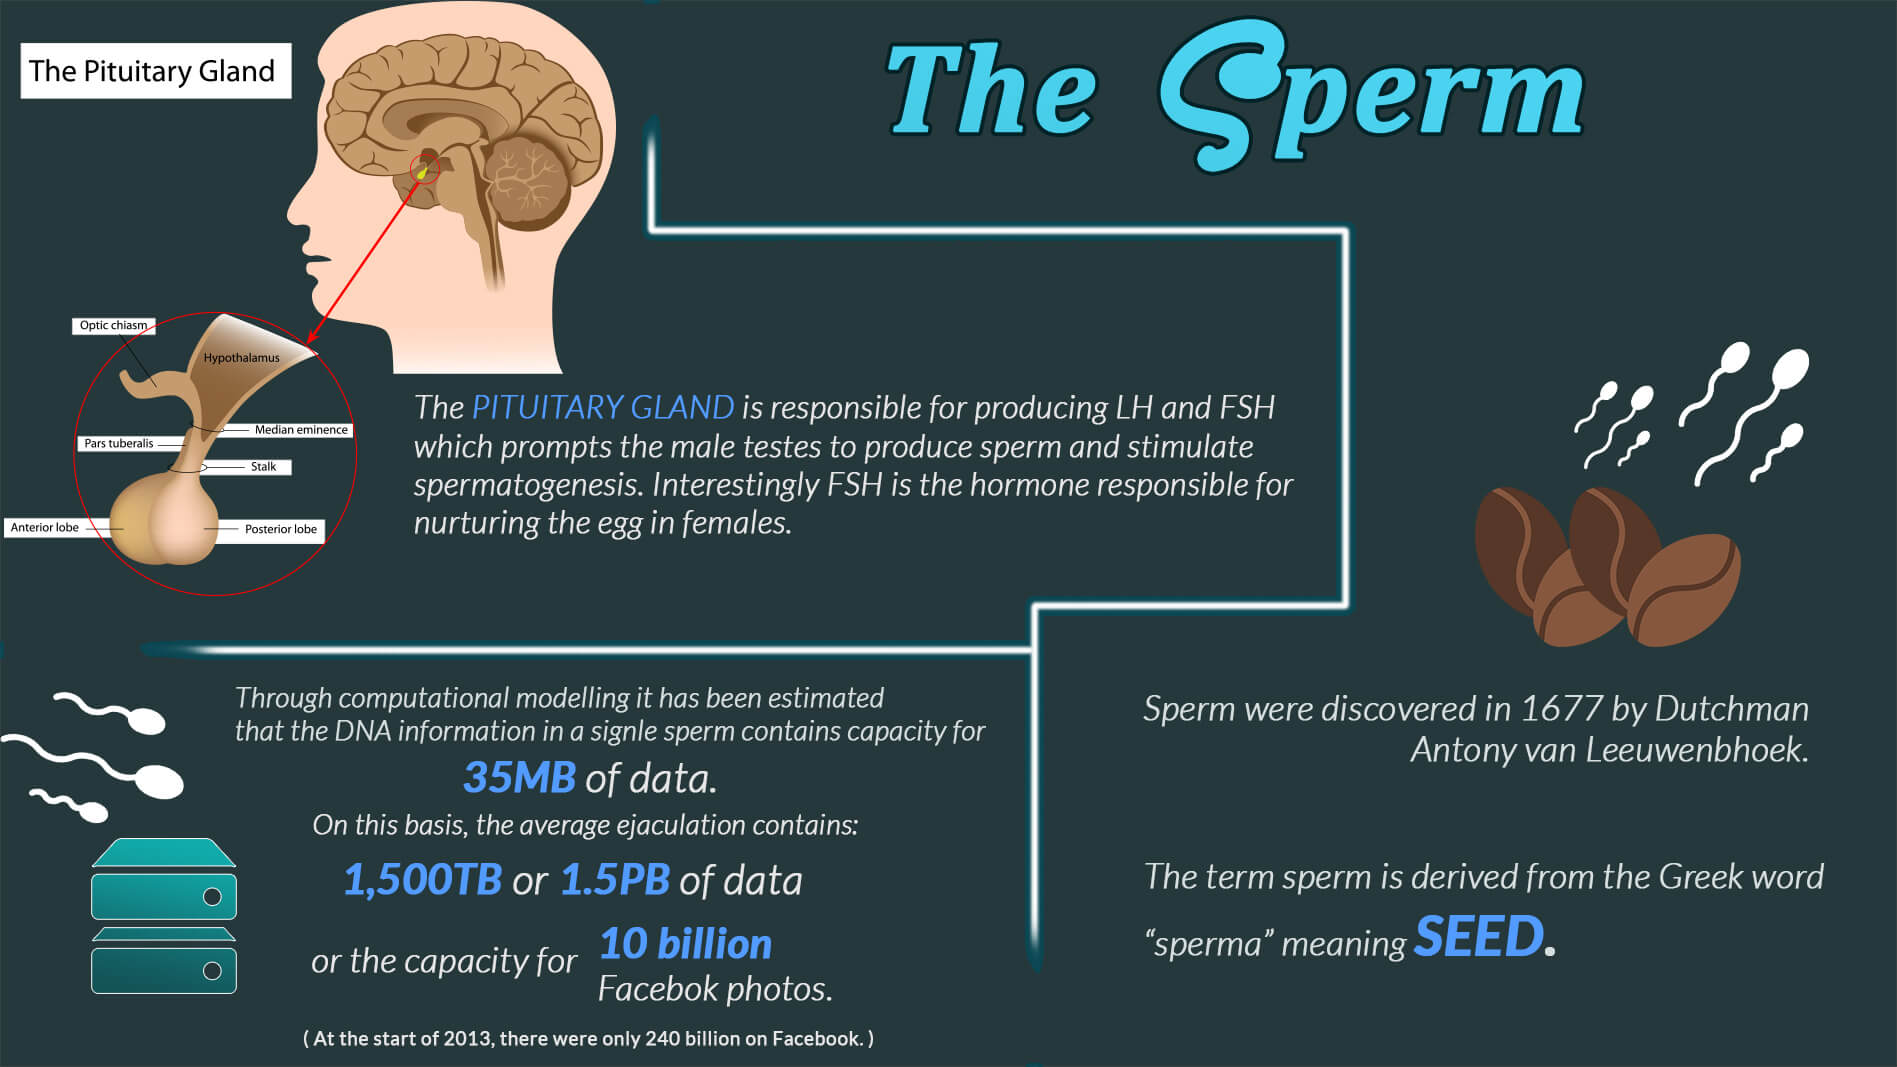 The Pituitary Gland
The Sperm
Optic chiasm
Hypothalamus
Median eminence
Pars tuberalis
Stalk
Anterior lobe
Posterior lobe
The PITUITARY GLAND is responsible for producing LH and FSH
which prompts the male testes to produce sperm and stimulate
spermatogenesis. Interestingly FSH is the hormone responsible for
nurturing the egg in females.
Through computational modelling it has been estimated
that the DNA information in a signle sperm contains capacity for
35MB of data.
On this basis, the average ejaculation contains:
1,500TB or 1.5PB of data
or the capacity for 10 billion
Facebok photos.
( At the start of 2013, there were only 240 billion on Facebook. )
Sperm were discovered in 1677 by Dutchman
Antony van Leeuwenbhoek.
The term sperm is derived from the Greek word
“sperma” meaning SEED.